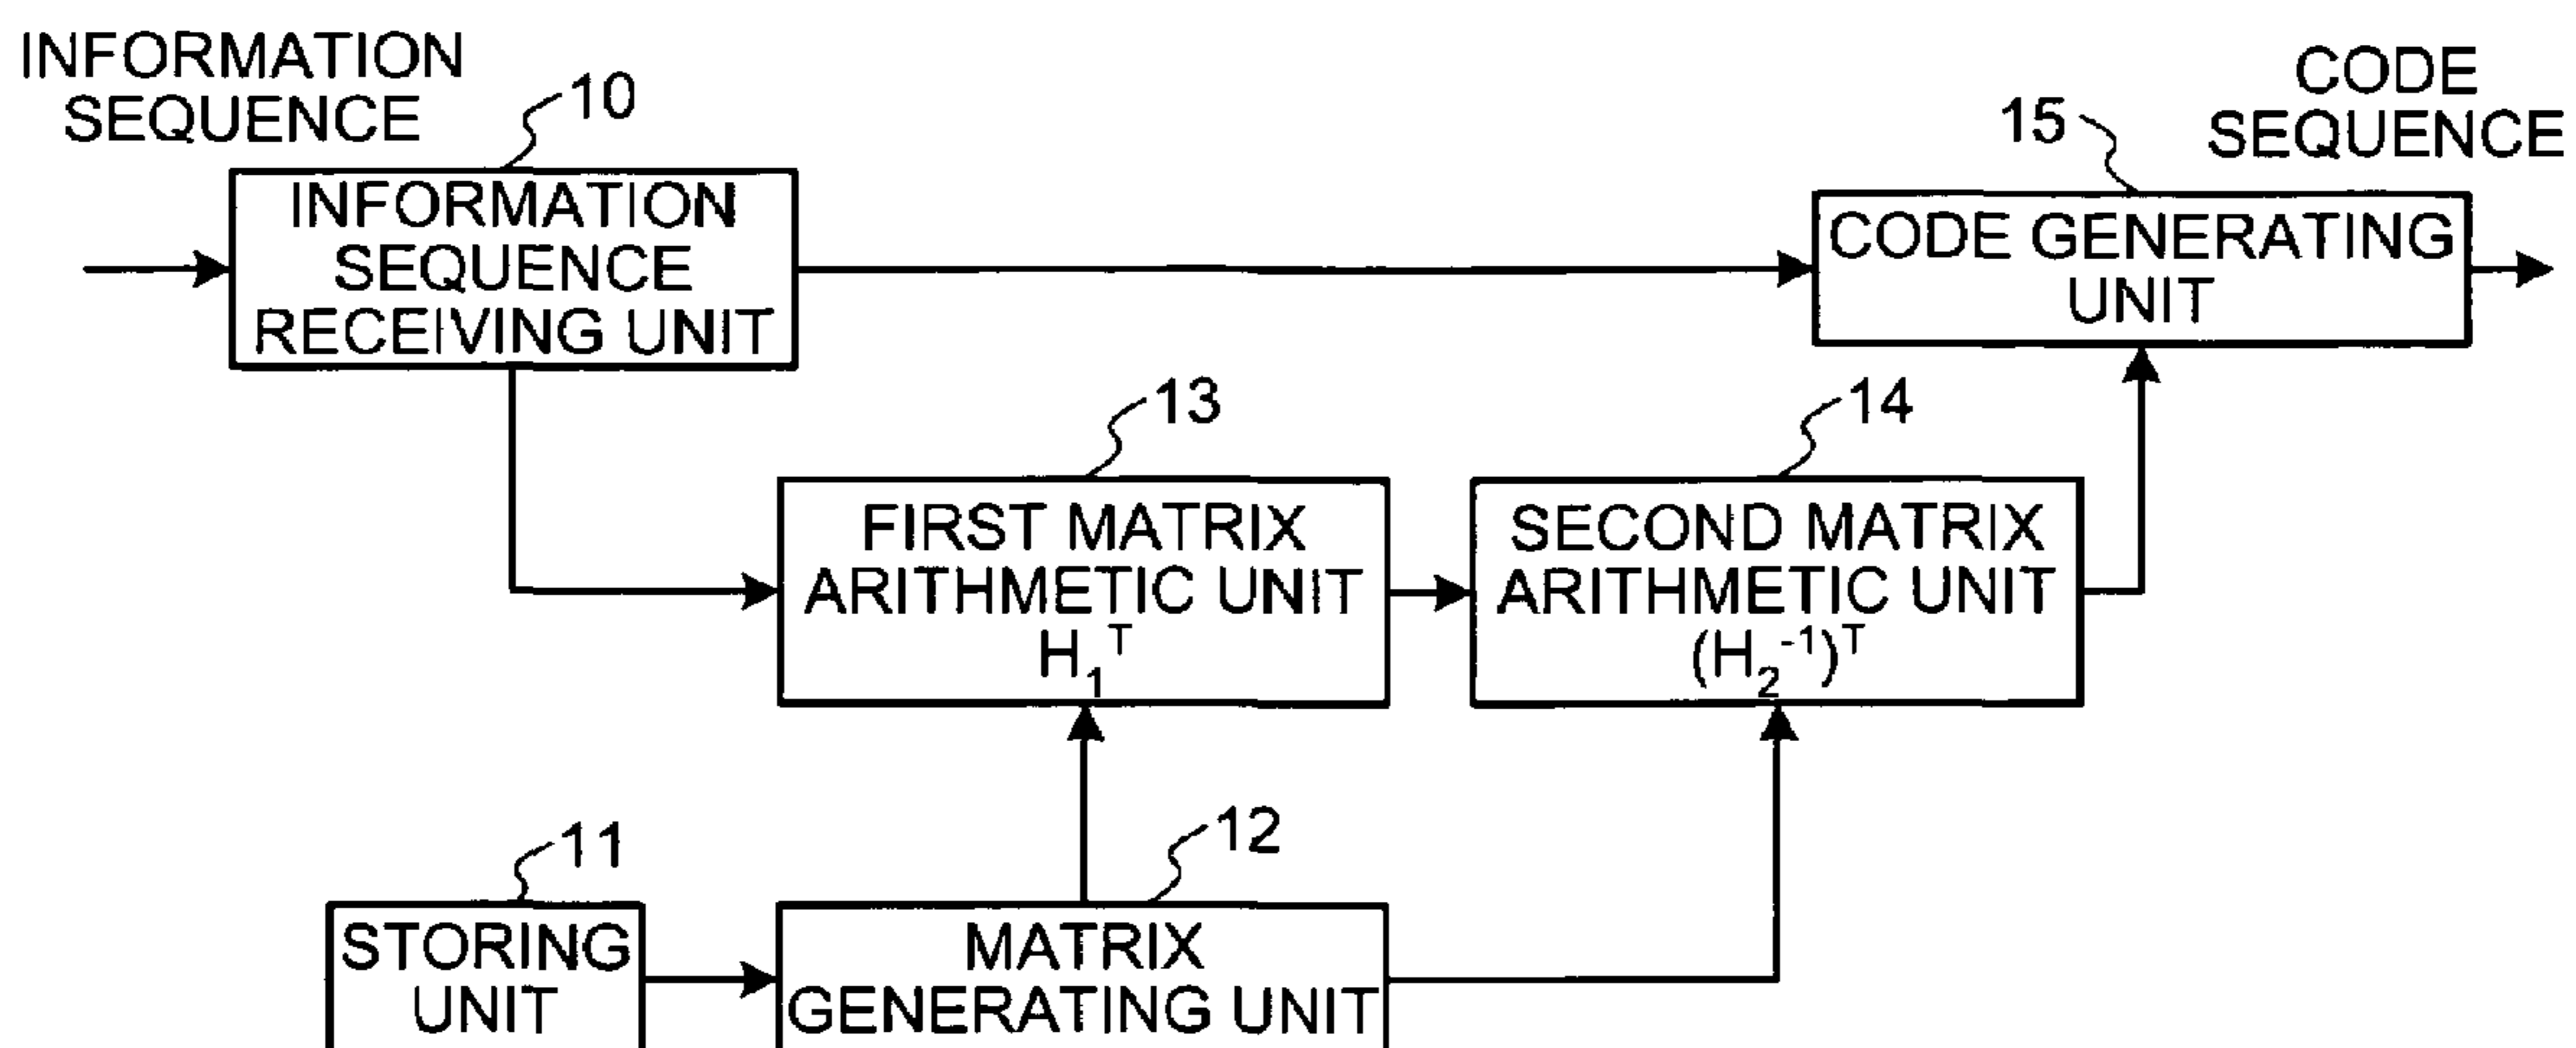 INFORMATION
SEQUENCE
10
CODE
SEQUENCE
15
INFORMATION
SEQUENCE
RECEIVING UNIT
CODE GENERATING
UNIT
13
14
FIRST MATRIX
ARITHMETIC UNIT
H₁ᵀ
SECOND MATRIX
ARITHMETIC UNIT
(H₂⁻¹)ᵀ
11
12
STORING
UNIT
MATRIX
GENERATING UNIT